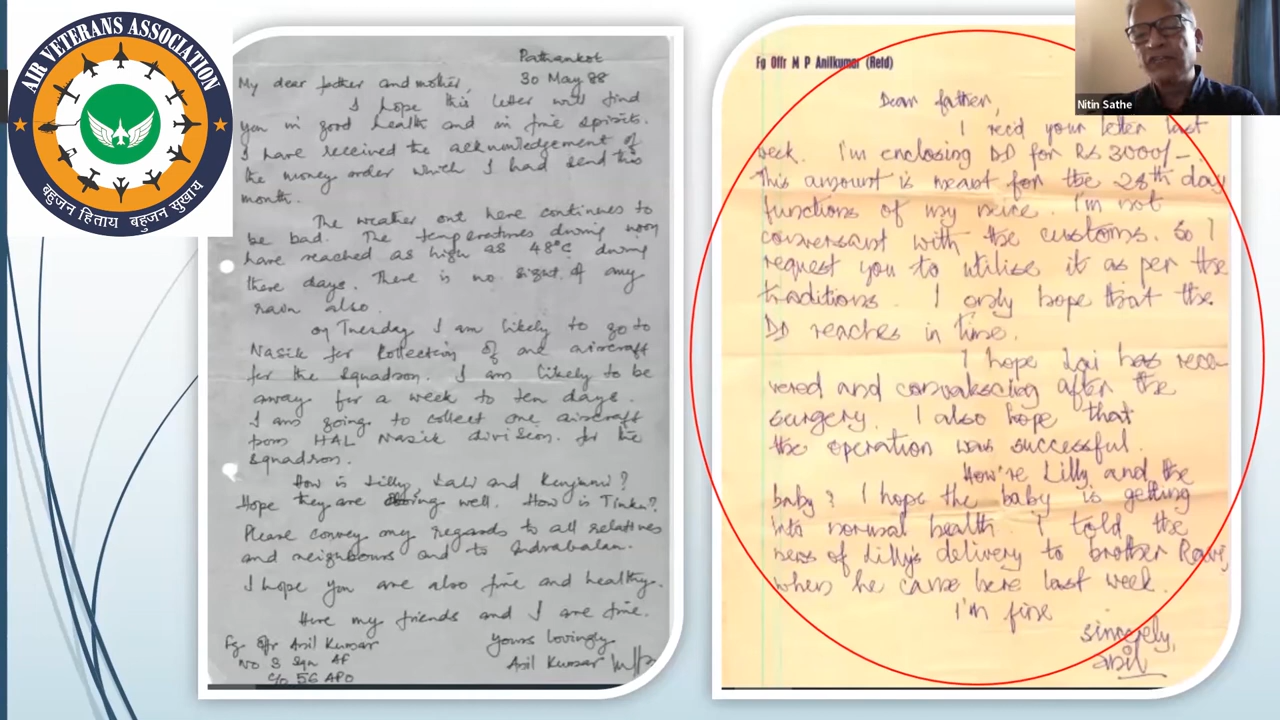 AIR VETERANS ASSOCIATION
बहुजन हिताय बहुजन सुखाय
Pathankot
30 May 88
My dear father and mother,
I hope this letter will find
you in good health and in fine spirits.
I have received the acknowledgement of
the money order which I had send this
month.
The weather out here continues to
be bad. The temperatures during noon
have reached as high as 48°C during
these days. There is no sight of any
rain also.
on Tuesday I am likely to go to
Nasik for collection of one aircraft
for the squadron. I am likely to be
away for a week to ten days.
I am going to collect one aircraft
from HAL Nasik division for the
squadron.
How is Lilly, and
Hope they are doing well. How is Tinku?
Please convey my regards to all relatives
and neighbours and to Indrabalan.
I hope you are also fine and healthy.
Here my friends and I are fine.
Yours lovingly
Anil Kumar
Fg Offr Anil Kumar
No 3 Sqn AF
C/o 56 APO
Fg Offr M P Anilkumar (Retd)
Dear father,
I recd your letter last
week. I'm enclosing DD for Rs 3000/-.
This amount is meant for the 28th day
functions of my neice. I'm not
conversant with the customs. So I
request you to utilise it as per the
traditions. I only hope that the
DD reaches in time.
I hope has reco-
vered and convalescing after the
surgery. I also hope that
the operation was successful.
How're Lilly and the
baby? I hope the baby is getting
into normal health. I told the
news of Lilly's delivery to brother
when he came here last week.
I'm fine
sincerely,
anil
Nitin Sathe